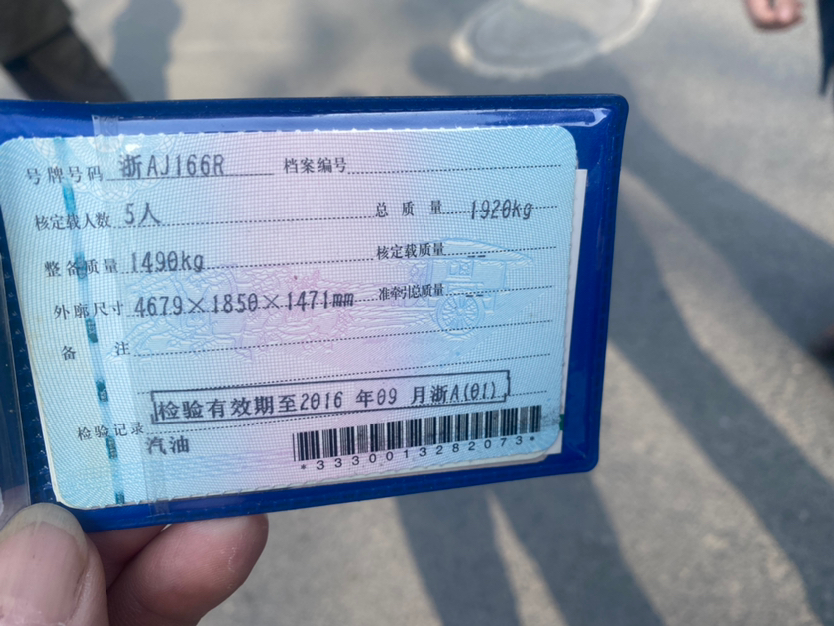 号牌号码 浙AJ166R 档案编号
核定载人数 5人 总质量 1920kg
整备质量 1490kg 核定载质量 --
外廓尺寸 4679×1850×1471mm 准牵引总质量 --
备注
检验有效期至2016 年09 月浙A(01)
检验记录
汽油
*3330013282073*